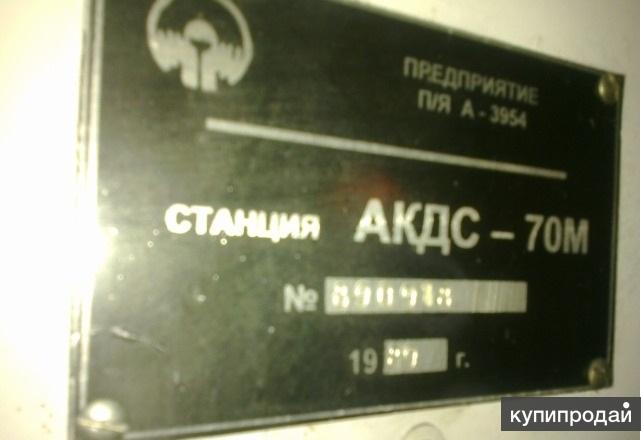 ПРЕДПРИЯТИЕ
П/Я А - 3954
СТАНЦИЯ АКДС - 70М
№
19 г.
купипродай